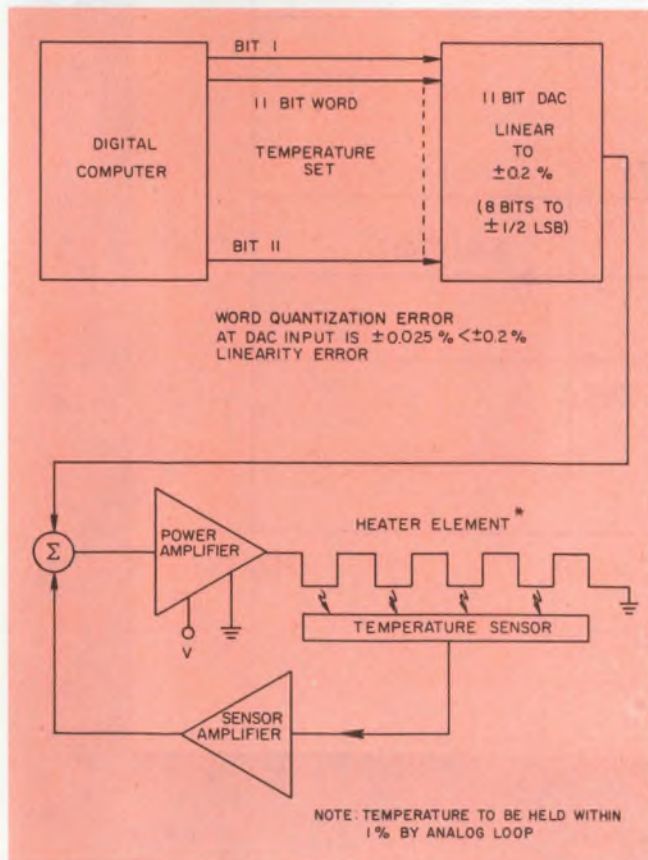 BIT I
11 BIT WORD
TEMPERATURE
SET
BIT 11
DIGITAL
COMPUTER
11 BIT DAC
LINEAR
TO
±0.2 %
(8 BITS TO
±1/2 LSB)
WORD QUANTIZATION ERROR
AT DAC INPUT IS ±0.025 % <±0.2 %
LINEARITY ERROR
Σ
POWER
AMPLIFIER
V
HEATER ELEMENT*
TEMPERATURE SENSOR
SENSOR
AMPLIFIER
NOTE: TEMPERATURE TO BE HELD WITHIN
1% BY ANALOG LOOP